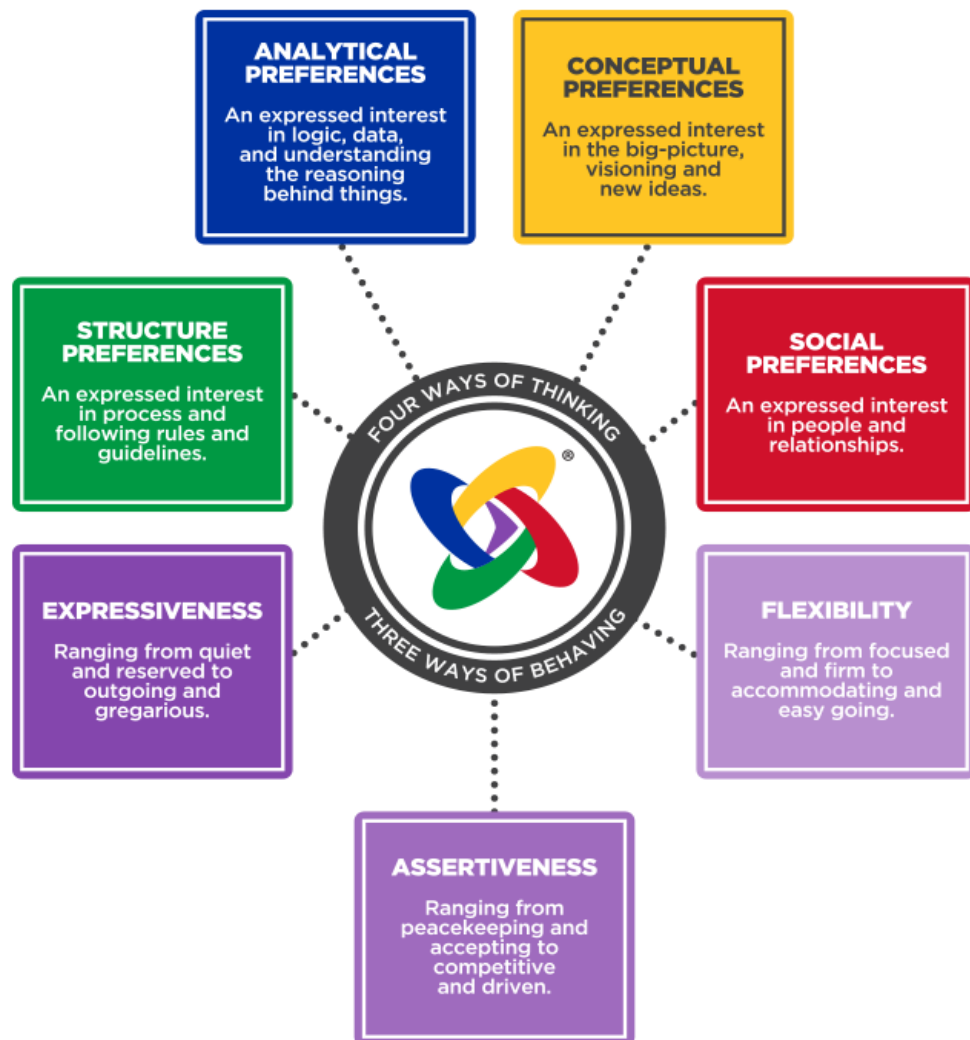 ANALYTICAL
PREFERENCES
An expressed interest
in logic, data,
and understanding
the reasoning
behind things.
CONCEPTUAL
PREFERENCES
An expressed interest
in the big-picture,
visioning and
new ideas.
STRUCTURE
PREFERENCES
An expressed interest
in process and
following rules and
guidelines.
SOCIAL
PREFERENCES
An expressed interest
in people and
relationships.
FOUR WAYS OF THINKING
®
THREE WAYS OF BEHAVING
EXPRESSIVENESS
Ranging from quiet
and reserved to
outgoing and
gregarious.
FLEXIBILITY
Ranging from focused
and firm to
accommodating and
easy going.
ASSERTIVENESS
Ranging from
peacekeeping and
accepting to
competitive
and driven.